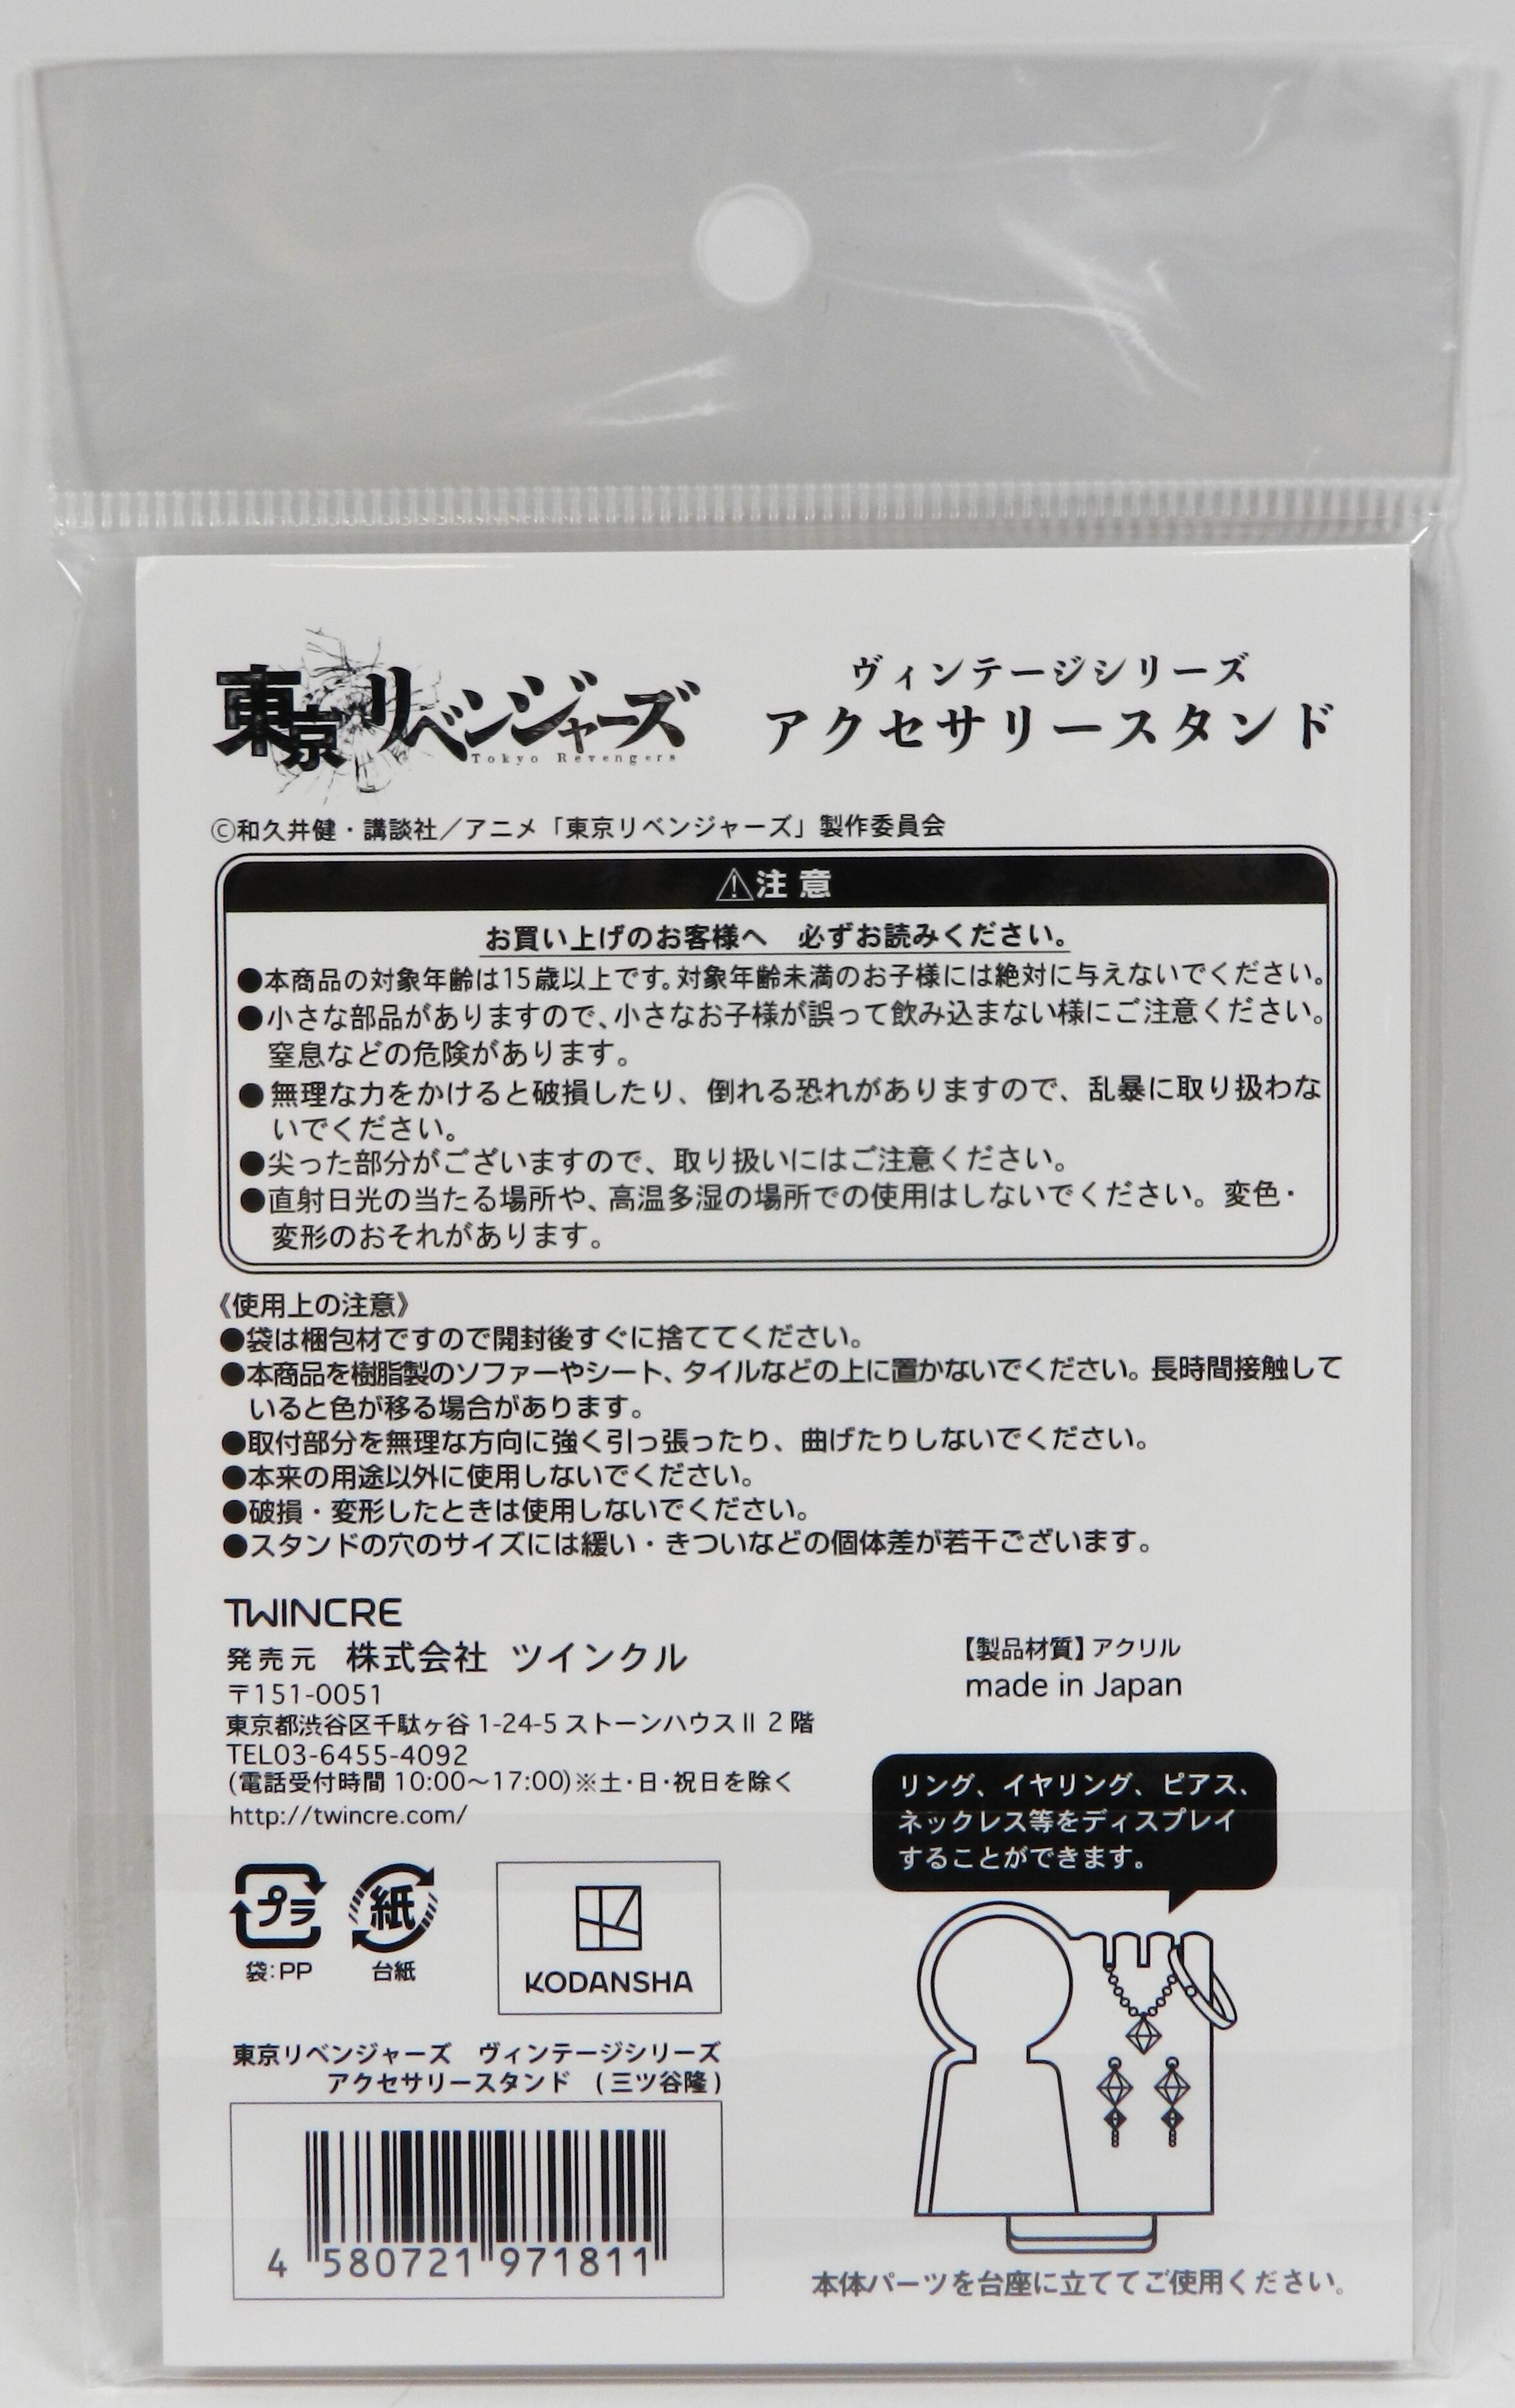 東京リベンジャーズ
Tokyo Revengers
ヴィンテージシリーズ
アクセサリースタンド
Ⓒ和久井健・講談社／アニメ「東京リベンジャーズ」製作委員会
⚠注意
お買い上げのお客様へ　必ずお読みください。
●本商品の対象年齢は15歳以上です。対象年齢未満のお子様には絶対に与えないでください。
●小さな部品がありますので、小さなお子様が誤って飲み込まない様にご注意ください。
窒息などの危険があります。
●無理な力をかけると破損したり、倒れる恐れがありますので、乱暴に取り扱わな
いでください。
●尖った部分がございますので、取り扱いにはご注意ください。
●直射日光の当たる場所や、高温多湿の場所での使用はしないでください。変色・
変形のおそれがあります。
《使用上の注意》
●袋は梱包材ですので開封後すぐに捨ててください。
●本商品を樹脂製のソファーやシート、タイルなどの上に置かないでください。長時間接触して
いると色が移る場合があります。
●取付部分を無理な方向に強く引っ張ったり、曲げたりしないでください。
●本来の用途以外に使用しないでください。
●破損・変形したときは使用しないでください。
●スタンドの穴のサイズには緩い・きついなどの個体差が若干ございます。
TWINCRE
発売元　株式会社 ツインクル
〒151-0051
東京都渋谷区千駄ヶ谷 1-24-5 ストーンハウスⅡ 2 階
TEL03-6455-4092
(電話受付時間 10:00～17:00)※土・日・祝日を除く
http://twincre.com/
【製品材質】アクリル
made in Japan
リング、イヤリング、ピアス、
ネックレス等をディスプレイ
することができます。
プラ
袋:PP
紙
台紙
KODANSHA
東京リベンジャーズ　ヴィンテージシリーズ
アクセサリースタンド　(三ツ谷隆)
4 580721 971811
本体パーツを台座に立ててご使用ください。